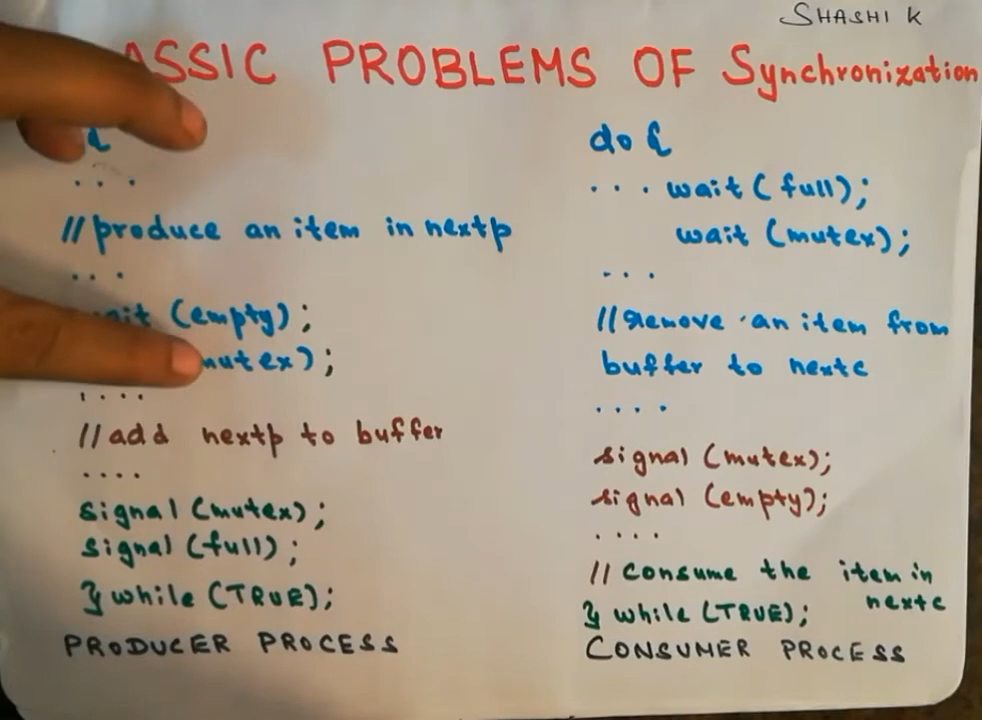 SHASHI K
ASSIC PROBLEMS OF Synchronization
{
...
//produce an item in nextp
...
wait (empty);
mutex);
....
//add nextp to buffer
....
signal (mutex);
signal (full);
} while (TRUE);
PRODUCER PROCESS
do {
... wait (full);
wait (mutex);
...
//remove an item from
buffer to nextc
....
signal (mutex);
signal (empty);
....
// consume the item in
nextc
} while (TRUE);
CONSUMER PROCESS